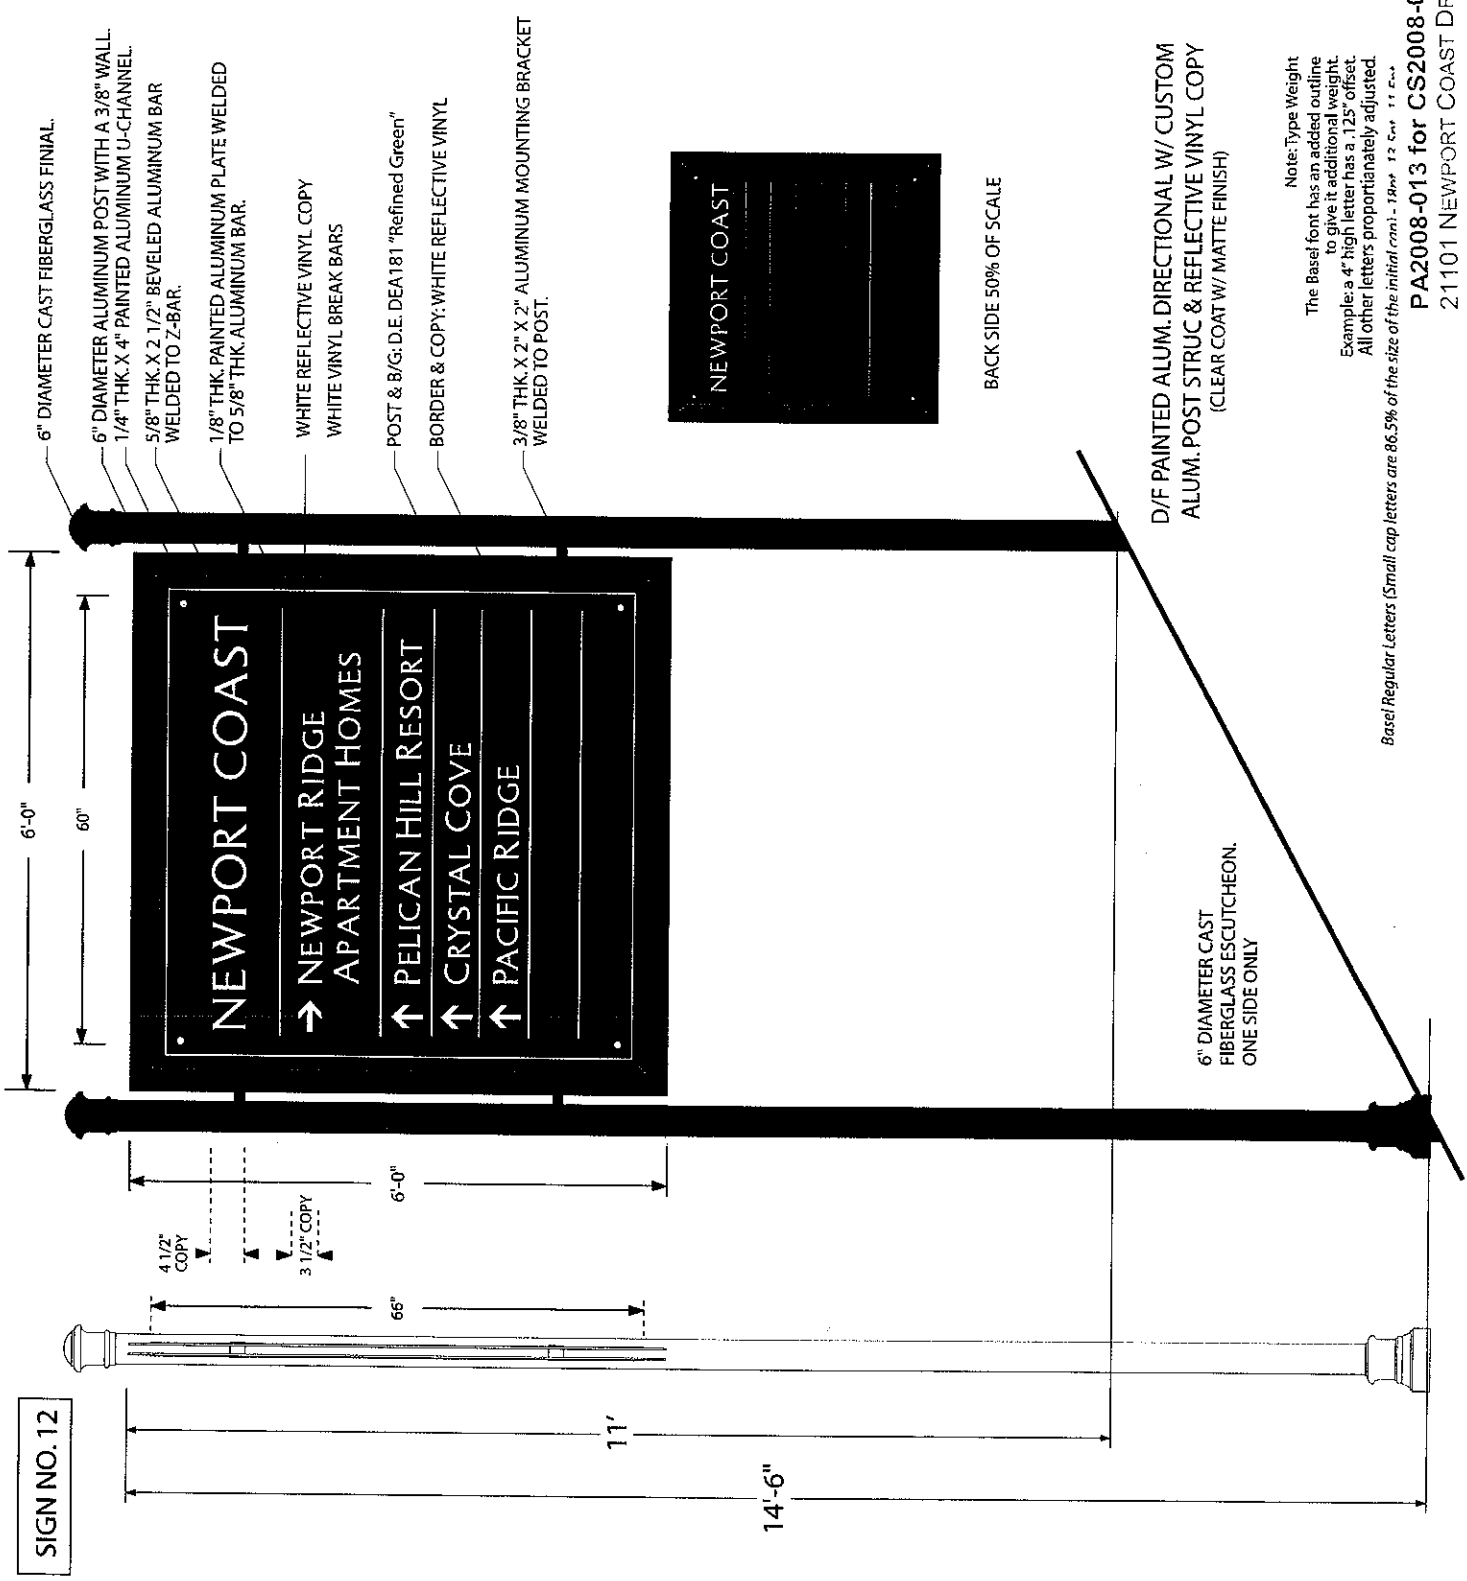 SIGN NO. 12
6'-0"
60"
6" DIAMETER CAST FIBERGLASS FINIAL.
6" DIAMETER ALUMINUM POST WITH A 3/8" WALL.
1/4" THK. X 4" PAINTED ALUMINUM U-CHANNEL.
5/8" THK. X 2 1/2" BEVELED ALUMINUM BAR
WELDED TO Z-BAR.
1/8" THK. PAINTED ALUMINUM PLATE WELDED
TO 5/8" THK. ALUMINUM BAR.
WHITE REFLECTIVE VINYL COPY
WHITE VINYL BREAK BARS
POST & B/G: D.E. DEA181 "Refined Green"
BORDER & COPY: WHITE REFLECTIVE VINYL
3/8" THK. X 2" X 2" ALUMINUM MOUNTING BRACKET
WELDED TO POST.
4 1/2"
COPY
3 1/2" COPY
6'-0"
66"
11'
14'-6"
NEWPORT COAST
→ NEWPORT RIDGE
APARTMENT HOMES
↑ PELICAN HILL RESORT
↑ CRYSTAL COVE
↑ PACIFIC RIDGE
NEWPORT COAST
BACK SIDE 50% OF SCALE
6" DIAMETER CAST
FIBERGLASS ESCUTCHEON.
ONE SIDE ONLY
D/F PAINTED ALUM. DIRECTIONAL W/ CUSTOM
ALUM. POST STRUC & REFLECTIVE VINYL COPY
(CLEAR COAT W/ MATTE FINISH)
Note: Type Weight
The Basel font has an added outline
to give it additional weight.
Example: a 4" high letter has a .125" offset.
All other letters proportianately adjusted.
Basel Regular Letters (Small cap letters are 86.5% of the size of the initial cap) -
PA2008-013 for CS2008-0
21101 NEWPORT COAST DR